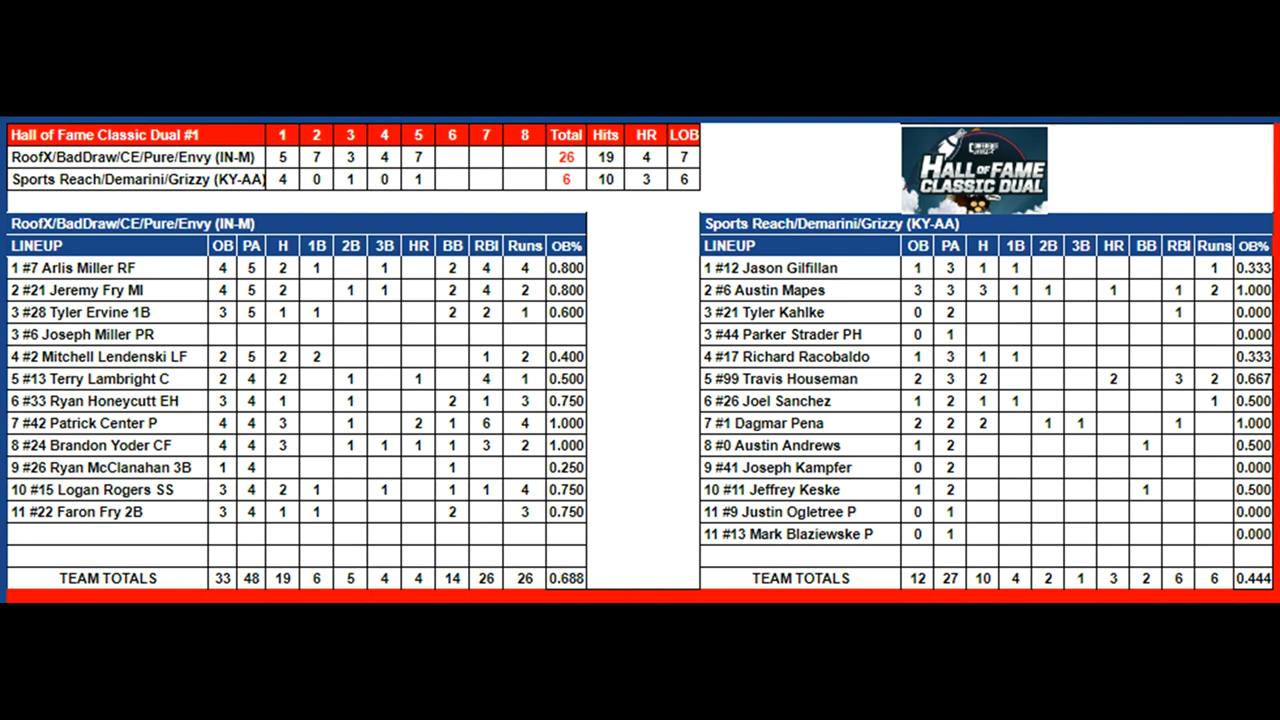 Hall of Fame Classic Dual #1 1 2 3 4 5 6 7 8 Total Hits HR LOB
RoofX/BadDraw/CE/Pure/Envy (IN-M) 5 7 3 4 7 26 19 4 7
Sports Reach/Demarini/Grizzy (KY-AA) 4 0 1 0 1 6 10 3 6
HALL OF FAME
CLASSIC DUAL
RoofX/BadDraw/CE/Pure/Envy (IN-M)
LINEUP OB PA H 1B 2B 3B HR BB RBI Runs OB%
1 #7 Arlis Miller RF 4 5 2 1 1 2 4 4 0.800
2 #21 Jeremy Fry MI 4 5 2 1 1 2 4 2 0.800
3 #28 Tyler Ervine 1B 3 5 1 1 2 2 1 0.600
3 #6 Joseph Miller PR
4 #2 Mitchell Lendenski LF 2 5 2 2 1 2 0.400
5 #13 Terry Lambright C 2 4 2 1 1 4 1 0.500
6 #33 Ryan Honeycutt EH 3 4 1 1 2 1 3 0.750
7 #42 Patrick Center P 4 4 3 1 2 1 6 4 1.000
8 #24 Brandon Yoder CF 4 4 3 1 1 1 1 3 2 1.000
9 #26 Ryan McClanahan 3B 1 4 1 0.250
10 #15 Logan Rogers SS 3 4 2 1 1 1 1 4 0.750
11 #22 Faron Fry 2B 3 4 1 1 2 3 0.750
TEAM TOTALS 33 48 19 6 5 4 4 14 26 26 0.688
Sports Reach/Demarini/Grizzy (KY-AA)
LINEUP OB PA H 1B 2B 3B HR BB RBI Runs OB%
1 #12 Jason Gilfillan 1 3 1 1 1 0.333
2 #6 Austin Mapes 3 3 3 1 1 1 1 2 1.000
3 #21 Tyler Kahlke 0 2 1 0.000
3 #44 Parker Strader PH 0 1 0.000
4 #17 Richard Racobaldo 1 3 1 1 0.333
5 #99 Travis Houseman 2 3 2 2 3 2 0.667
6 #26 Joel Sanchez 1 2 1 1 1 0.500
7 #1 Dagmar Pena 2 2 2 1 1 1 1.000
8 #0 Austin Andrews 1 2 1 0.500
9 #41 Joseph Kampfer 0 2 0.000
10 #11 Jeffrey Keske 1 2 1 0.500
11 #9 Justin Ogletree P 0 1 0.000
11 #13 Mark Blaziewske P 0 1 0.000
TEAM TOTALS 12 27 10 4 2 1 3 2 6 6 0.444